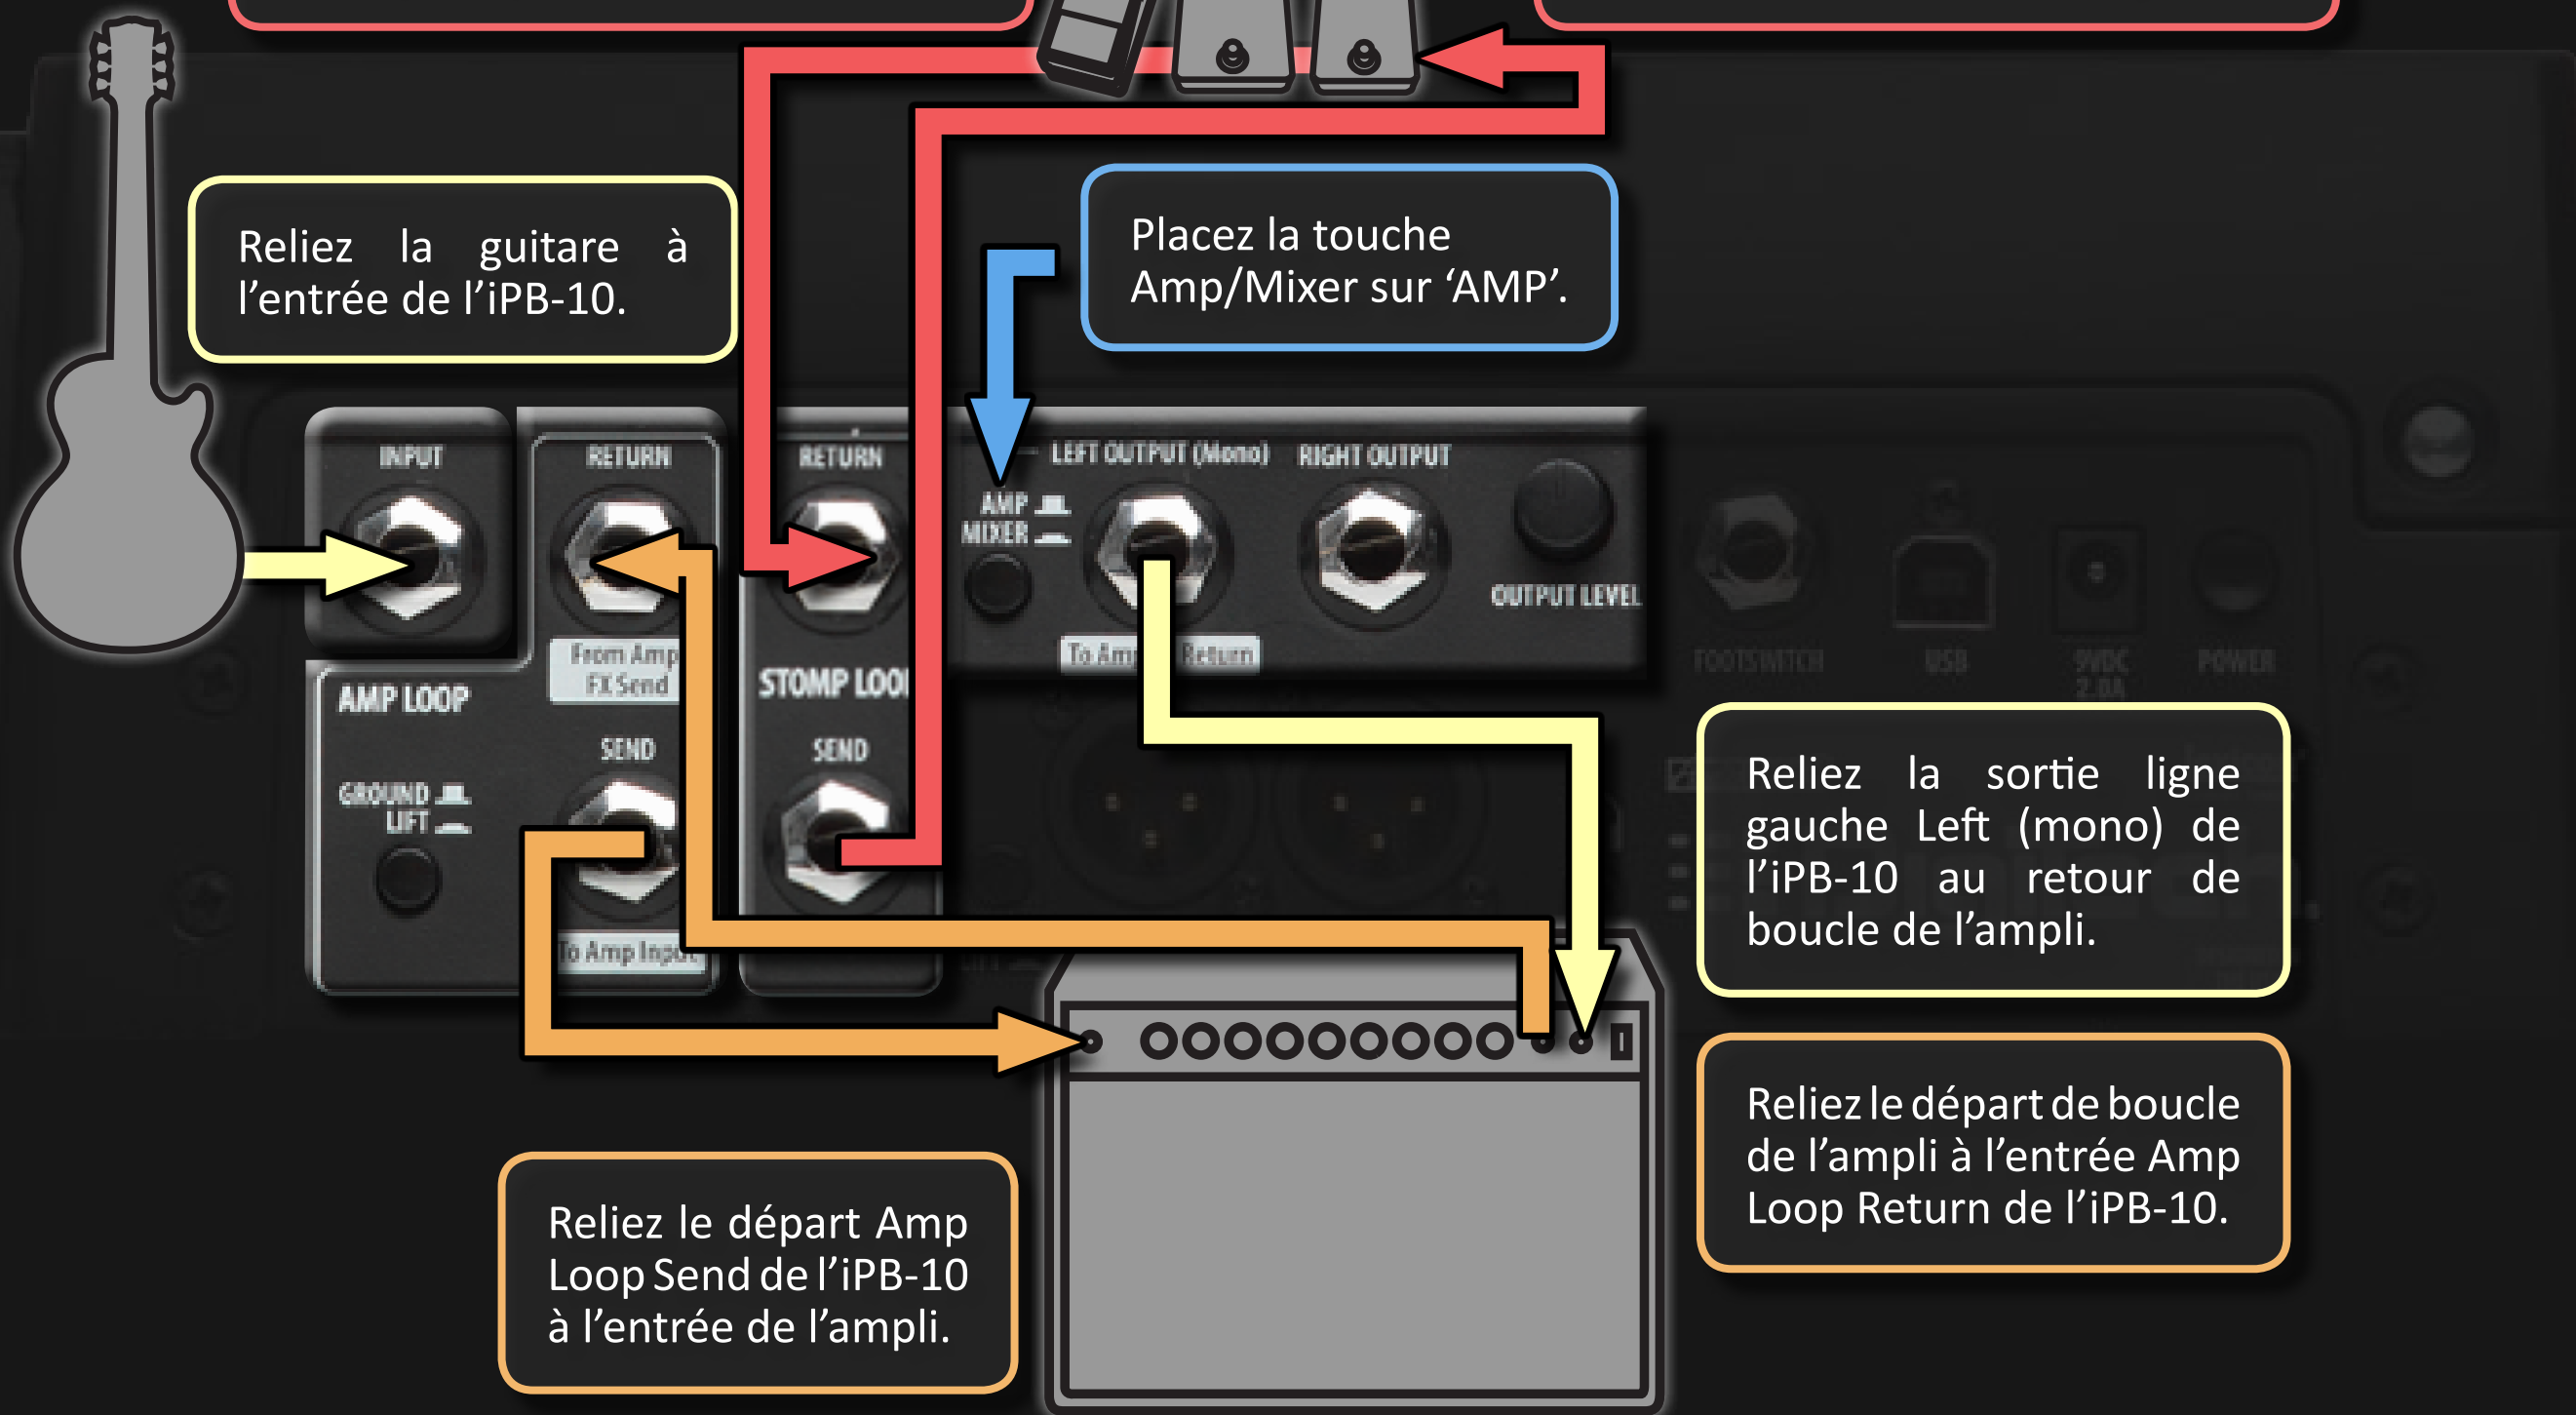 Reliez la guitare à
l’entrée de l’iPB-10.
Placez la touche
Amp/Mixer sur ‘AMP’.
INPUT
RETURN
RETURN
LEFT OUTPUT (Mono)
RIGHT OUTPUT
AMP
MIXER
OUTPUT LEVEL
From Amp
FX Send
To Amp Return
FOOTSWITCH
USB
9VDC
2.0A
POWER
AMP LOOP
STOMP LOOP
SEND
SEND
GROUND
LIFT
To Amp Input
Reliez la sortie ligne
gauche Left (mono) de
l’iPB-10 au retour de
boucle de l’ampli.
Reliez le départ de boucle
de l’ampli à l’entrée Amp
Loop Return de l’iPB-10.
Reliez le départ Amp
Loop Send de l’iPB-10
à l’entrée de l’ampli.